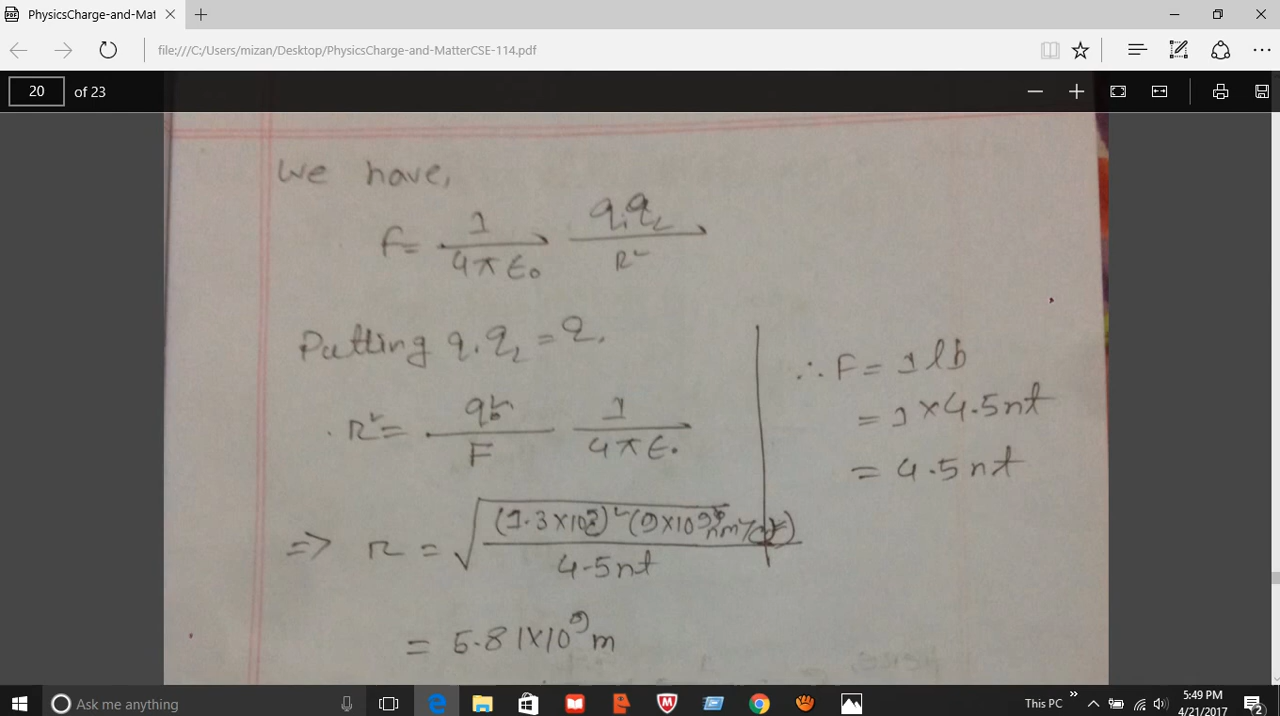 PhysicsCharge-and-Mat
file:///C:/Users/mizan/Desktop/PhysicsCharge-and-MatterCSE-114.pdf
20 of 23
We have,
F = 1/4πϵ₀ q₁q₂/R²
Putting q₁q₂ = q.
R² = q²/F 1/4πϵ₀
∴ F = 1 lb
= 1 × 4.5 nt
= 4.5 nt
=> R = √(1.3×10)²(9×10⁹ / 4.5 nt
= 5.81×10⁹ m
Ask me anything
This PC
5:49 PM
4/21/2017
2